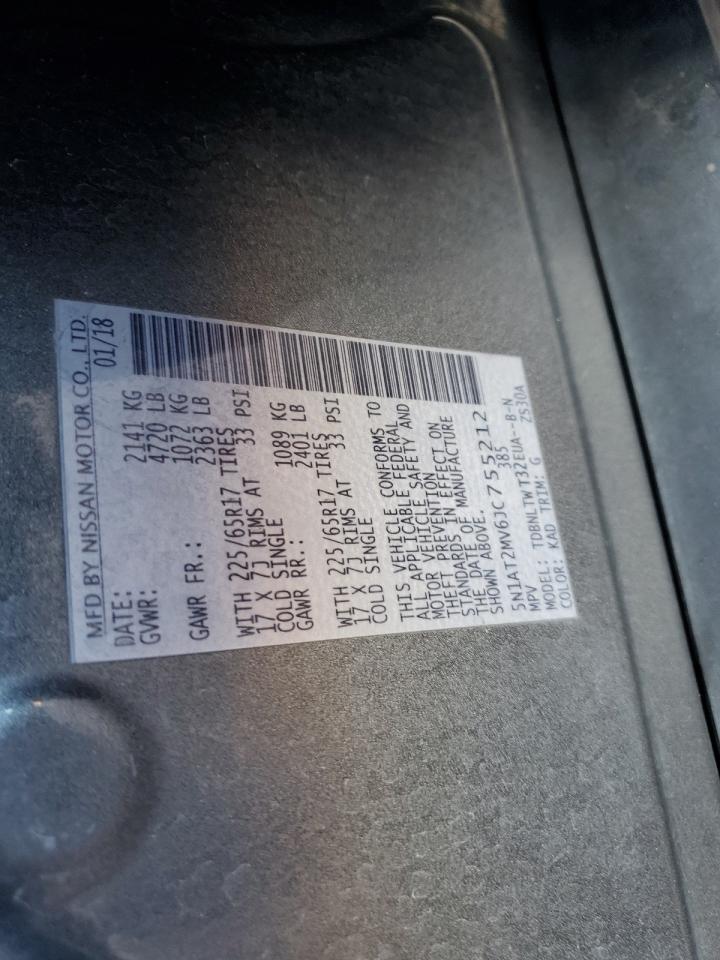 MFD BY NISSAN MOTOR CO., LTD.
DATE: 01/18
GVWR: 2141 KG
4720 LB
GAWR FR.: 1072 KG
2363 LB
WITH 225/65R17 TIRES
17 X 7J RIMS AT 33 PSI
COLD SINGLE
GAWR RR.: 1089 KG
2401 LB
WITH 225/65R17 TIRES
17 X 7J RIMS AT 33 PSI
COLD SINGLE
THIS VEHICLE CONFORMS TO
ALL APPLICABLE FEDERAL
MOTOR VEHICLE SAFETY AND
THEFT PREVENTION
STANDARDS IN EFFECT ON
THE DATE OF MANUFACTURE
SHOWN ABOVE.
5N1AT2MV6JC755212
MPV 385
MODEL: TDBNLTWT32EUA--B-N
COLOR: KAD TRIM: G ZS30A